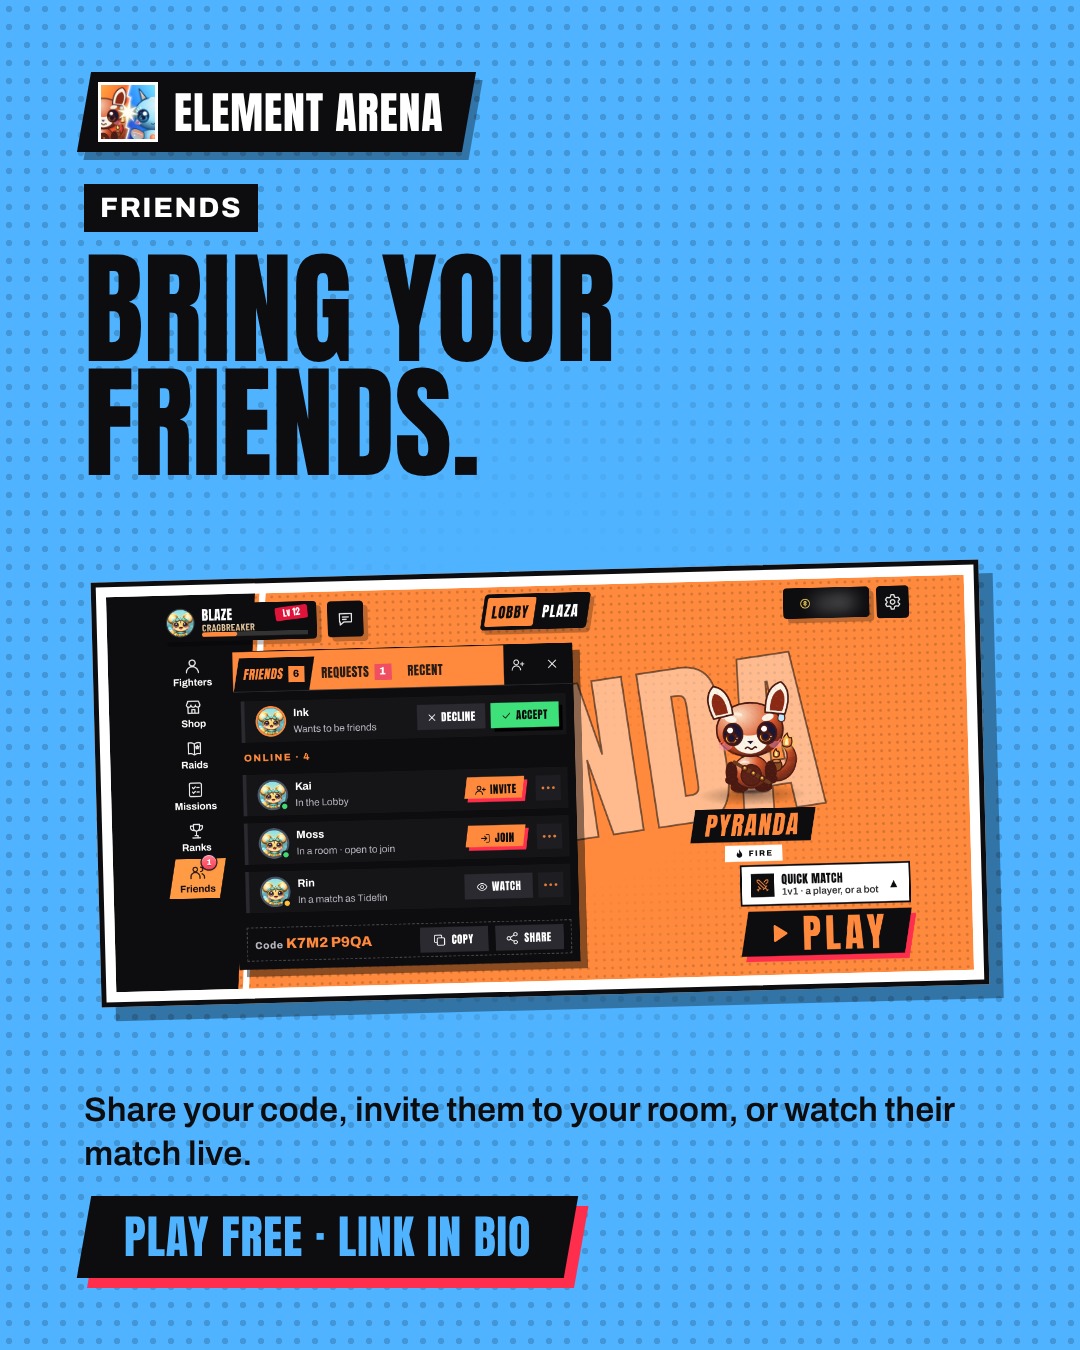 ELEMENT ARENA
FRIENDS
BRING YOUR
FRIENDS.
BLAZE
Lv 12
CRAGBREAKER
LOBBY PLAZA
Fighters
Shop
Raids
Missions
Ranks
1
Friends
FRIENDS 6 REQUESTS 1 RECENT
Ink
Wants to be friends
DECLINE ACCEPT
ONLINE · 4
Kai
In the Lobby
INVITE
Moss
In a room · open to join
JOIN
Rin
In a match as Tidefin
WATCH
Code K7M2 P9QA COPY SHARE
NDA
PYRANDA
FIRE
QUICK MATCH
1v1 · a player, or a bot
PLAY
Share your code, invite them to your room, or watch their
match live.
PLAY FREE · LINK IN BIO